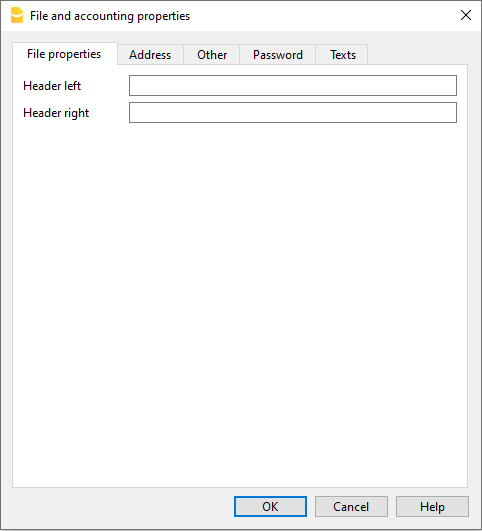 File and accounting properties
File properties Address Other Password Texts
Header left
Header right
OK Cancel Help